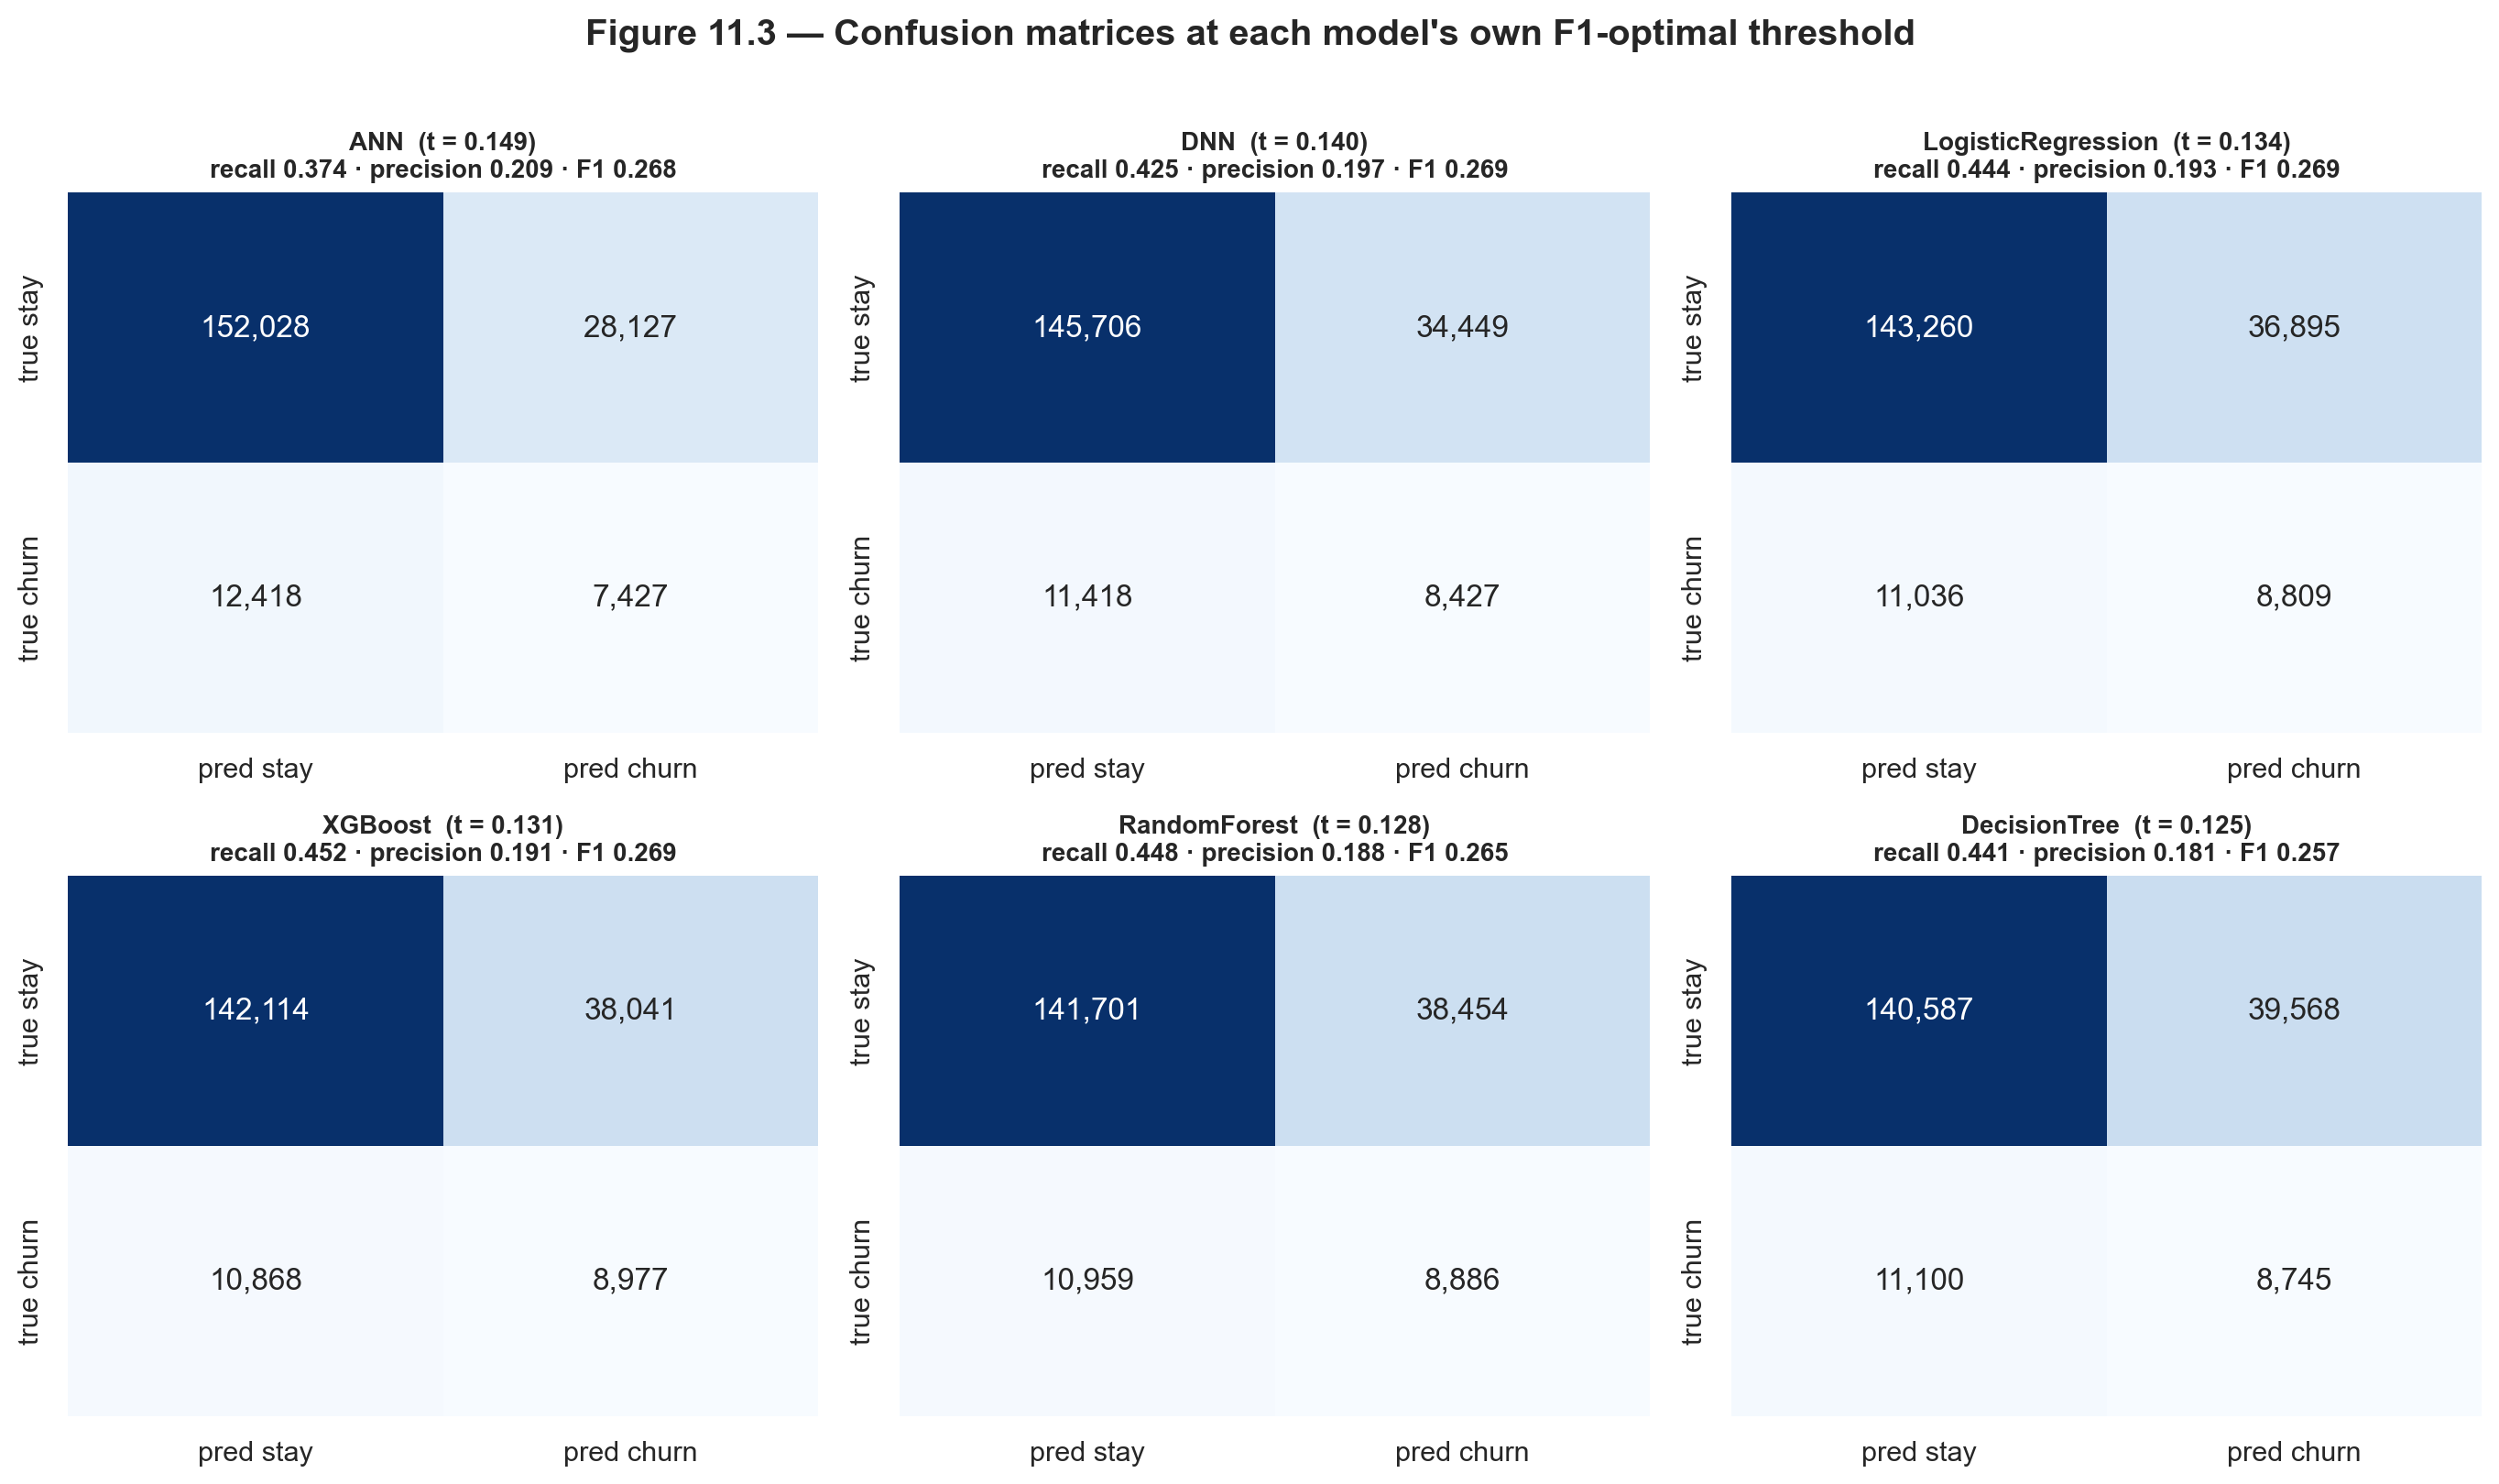 Figure 11.3 — Confusion matrices at each model's own F1-optimal threshold
ANN (t = 0.149)
recall 0.374 · precision 0.209 · F1 0.268
true stay
152,028
28,127
true churn
12,418
7,427
pred stay
pred churn
DNN (t = 0.140)
recall 0.425 · precision 0.197 · F1 0.269
true stay
145,706
34,449
true churn
11,418
8,427
pred stay
pred churn
LogisticRegression (t = 0.134)
recall 0.444 · precision 0.193 · F1 0.269
true stay
143,260
36,895
true churn
11,036
8,809
pred stay
pred churn
XGBoost (t = 0.131)
recall 0.452 · precision 0.191 · F1 0.269
true stay
142,114
38,041
true churn
10,868
8,977
pred stay
pred churn
RandomForest (t = 0.128)
recall 0.448 · precision 0.188 · F1 0.265
true stay
141,701
38,454
true churn
10,959
8,886
pred stay
pred churn
DecisionTree (t = 0.125)
recall 0.441 · precision 0.181 · F1 0.257
true stay
140,587
39,568
true churn
11,100
8,745
pred stay
pred churn